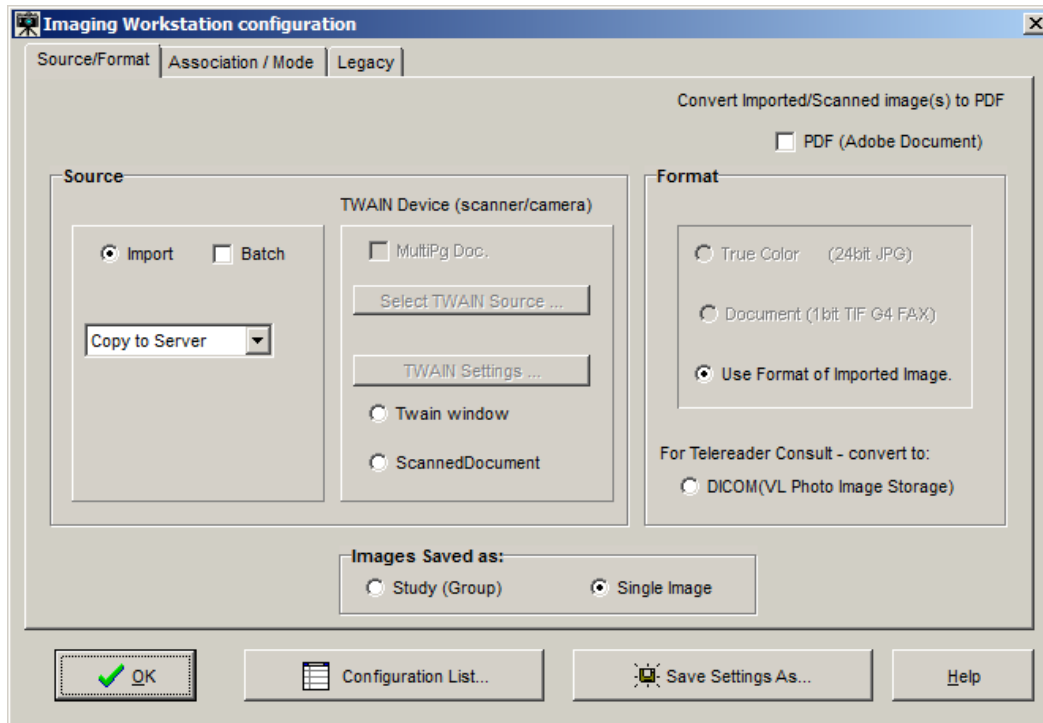 Imaging Workstation configuration
Source/Format
Association / Mode
Legacy
Convert Imported/Scanned image(s) to PDF
PDF (Adobe Document)
Source
TWAIN Device (scanner/camera)
Import
Batch
Copy to Server
MultiPg Doc.
Select TWAIN Source ...
TWAIN Settings ...
Twain window
ScannedDocument
Format
True Color (24bit JPG)
Document (1bit TIF G4 FAX)
Use Format of Imported Image.
For Telereader Consult - convert to:
DICOM(VL Photo Image Storage)
Images Saved as:
Study (Group)
Single Image
OK
Configuration List...
Save Settings As...
Help